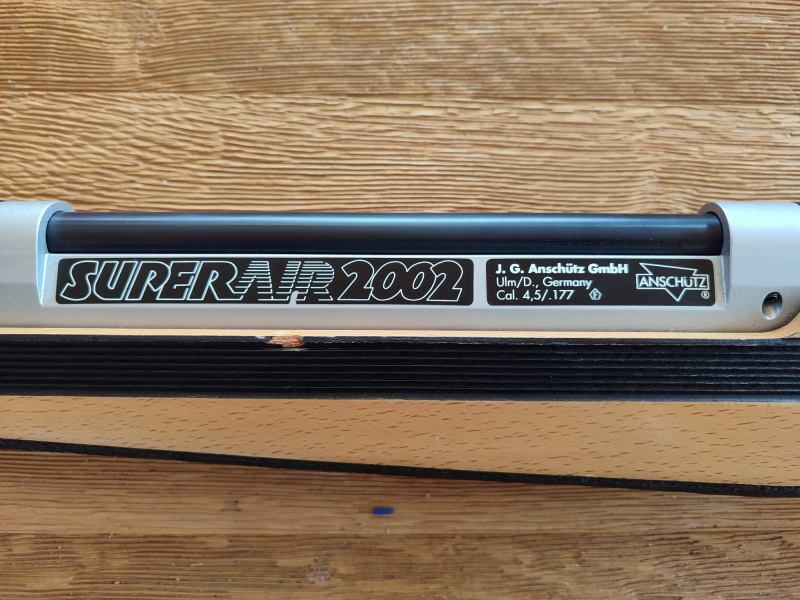 SUPERAIR 2002
J. G. Anschütz GmbH
Ulm/D., Germany
Cal. 4,5/.177 F
ANSCHÜTZ ®